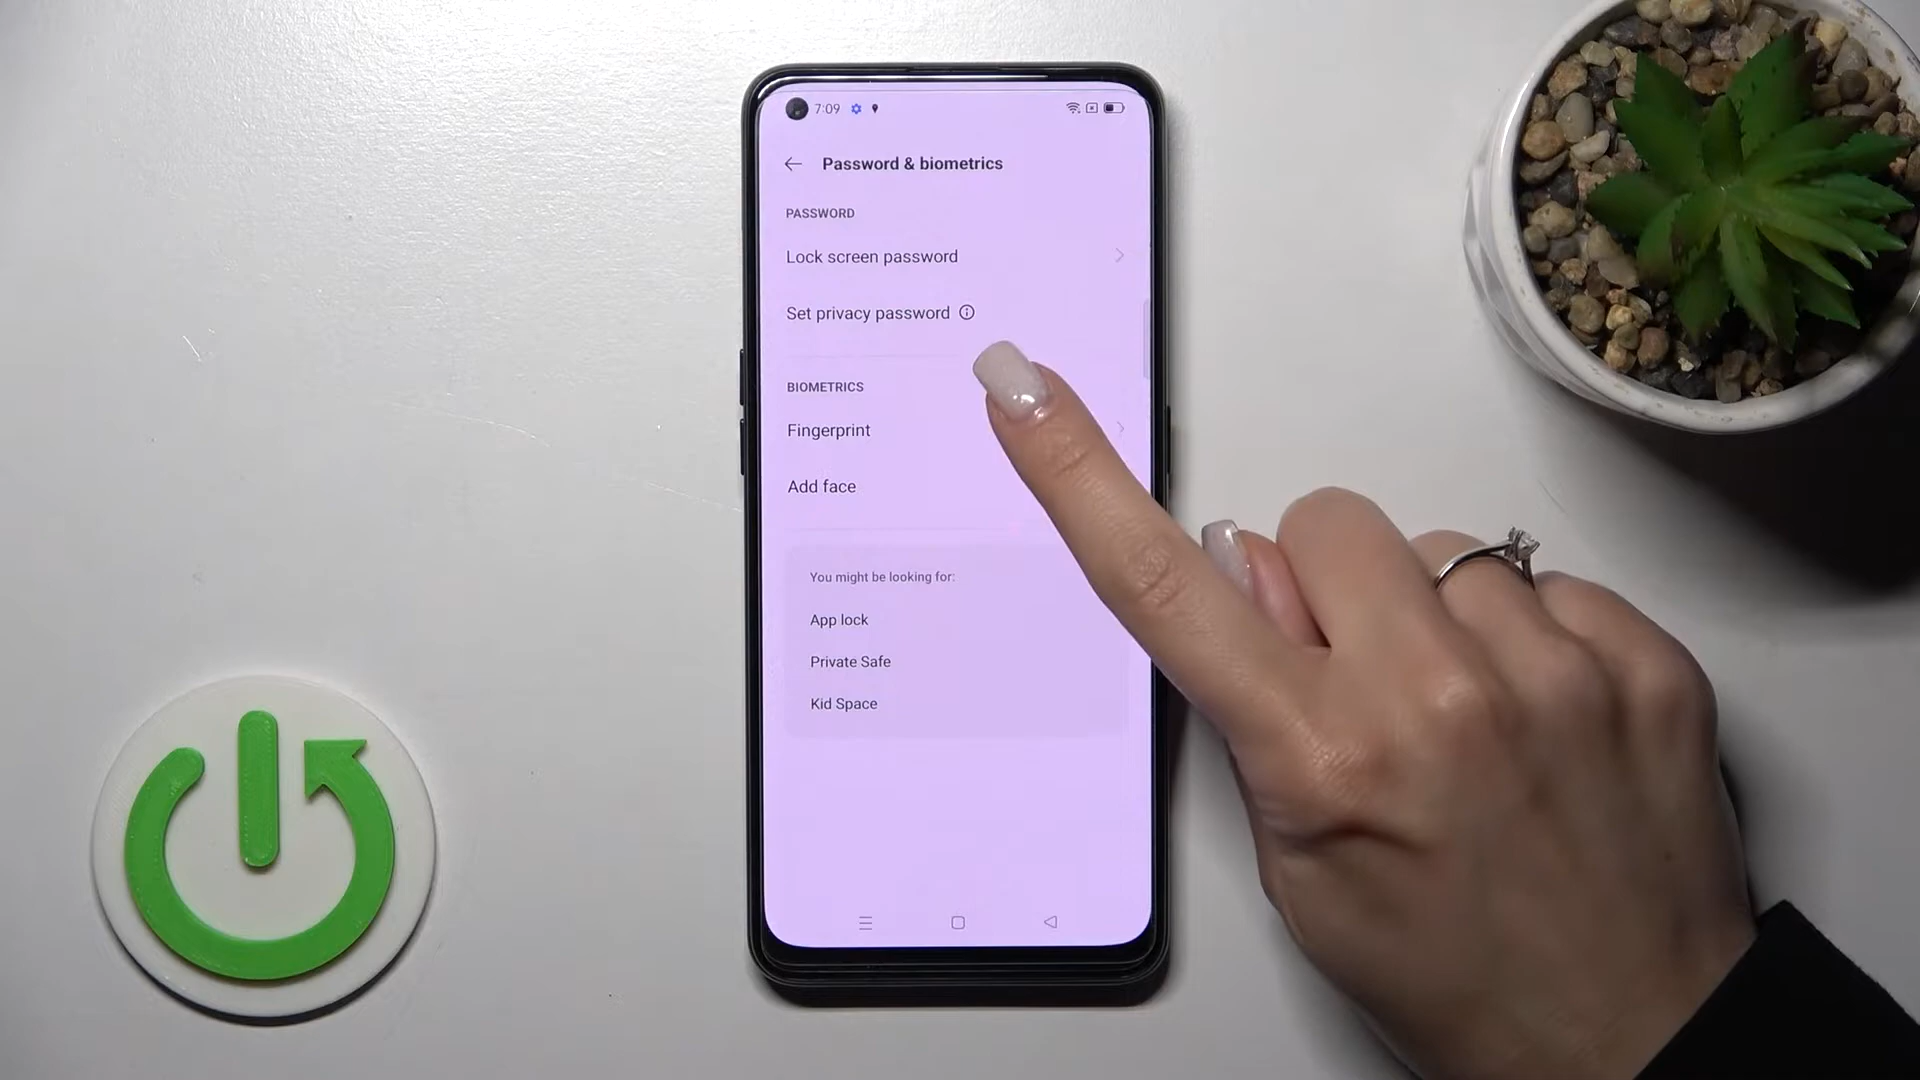 7:09
Password & biometrics
PASSWORD
Lock screen password
Set privacy password
BIOMETRICS
Fingerprint
Add face
You might be looking for:
App lock
Private Safe
Kid Space